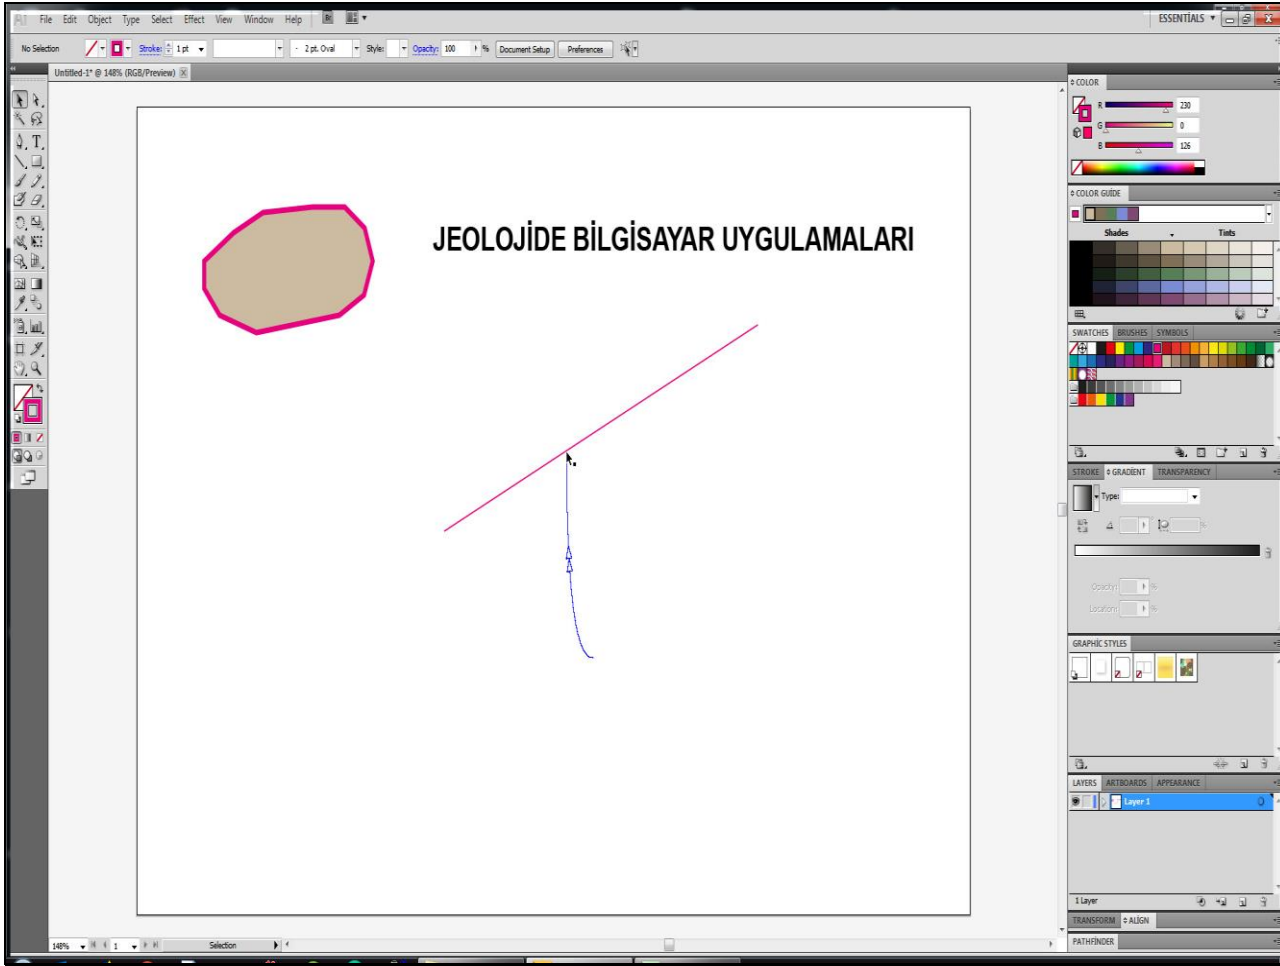 Ai File Edit Object Type Select Effect View Window Help Br ESSENTIALS
No Selection Stroke: 1 pt 2 pt. Oval Style: Opacity: 100 % Document Setup Preferences
Untitled-1* @ 148% (RGB/Preview)
COLOR
R 230
G 0
B 126
COLOR GUIDE
Shades Tints
JEOLOJİDE BİLGİSAYAR UYGULAMALARI
SWATCHES BRUSHES SYMBOLS
STROKE GRADIENT TRANSPARENCY
Type:
%
Opacity: %
Location: %
GRAPHIC STYLES
LAYERS ARTBOARDS APPEARANCE
Layer 1
1 Layer
TRANSFORM ALIGN
PATHFINDER
148% 1 Selection